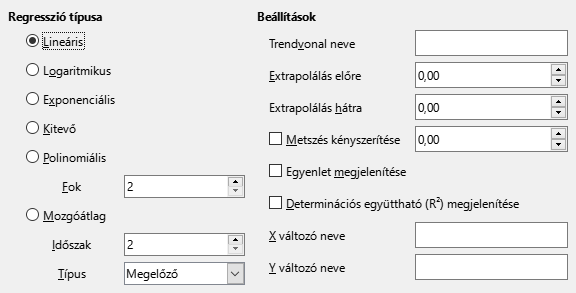 Regresszió típusa
Lineáris
Logaritmikus
Exponenciális
Kitevő
Polinomiális
Fok 2
Mozgóátlag
Időszak 2
Típus Megelőző
Beállítások
Trendvonal neve
Extrapolálás előre 0,00
Extrapolálás hátra 0,00
Metszés kényszerítése 0,00
Egyenlet megjelenítése
Determinációs együttható (R²) megjelenítése
X változó neve
Y változó neve